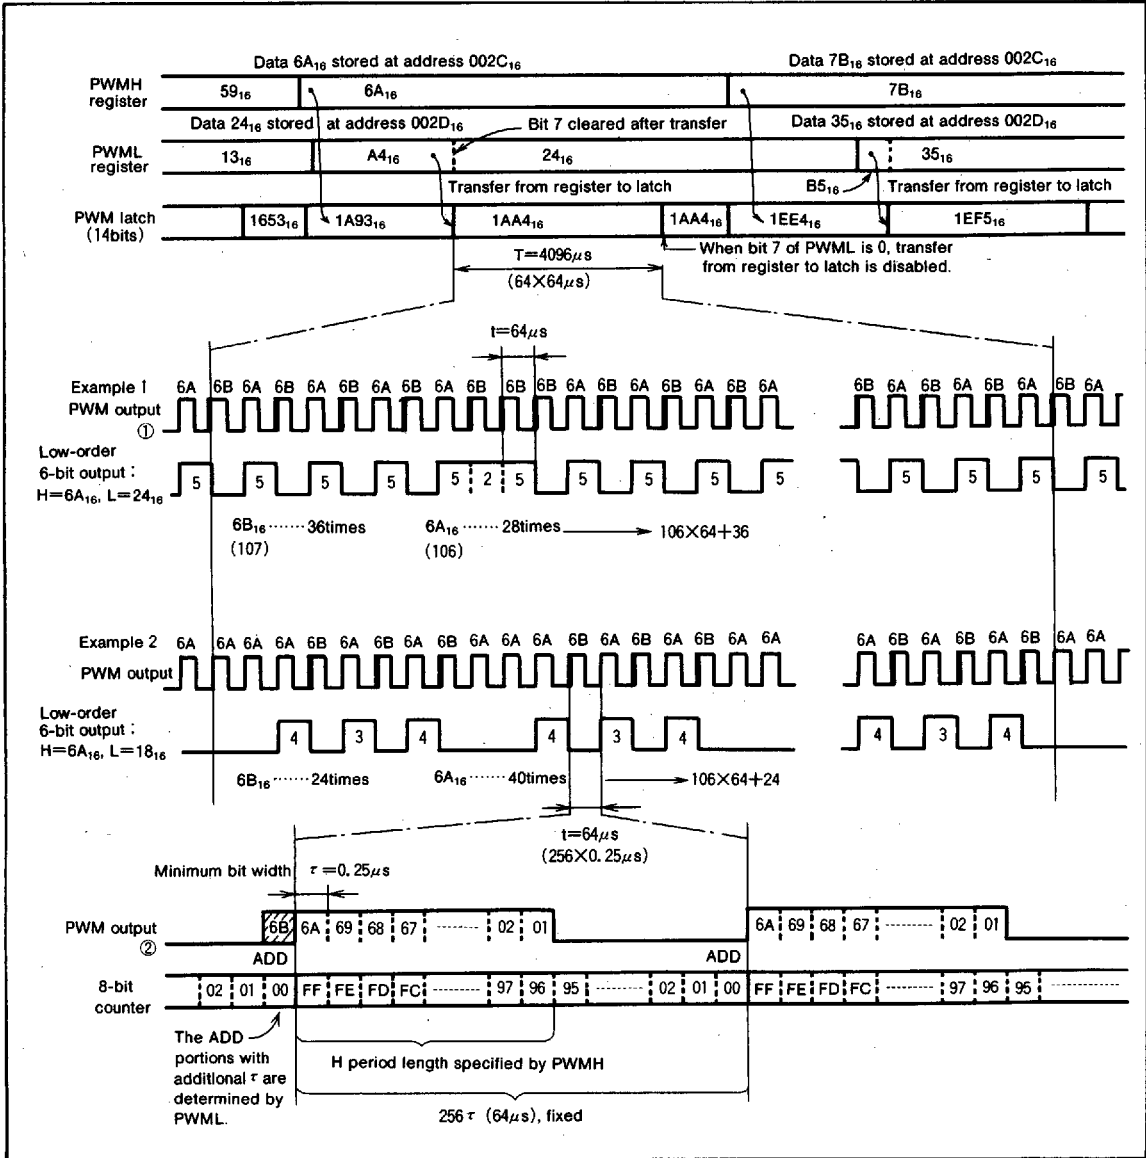 Data 6A₁₆ stored at address 002C₁₆ Data 7B₁₆ stored at address 002C₁₆
PWMH register 59₁₆ 6A₁₆ 7B₁₆
Data 24₁₆ stored at address 002D₁₆ Bit 7 cleared after transfer Data 35₁₆ stored at address 002D₁₆
PWML register 13₁₆ A4₁₆ 24₁₆ 35₁₆
Transfer from register to latch B5₁₆ Transfer from register to latch
PWM latch (14bits) 1653₁₆ 1A93₁₆ 1AA4₁₆ 1AA4₁₆ 1EE4₁₆ 1EF5₁₆
T=4096μs
(64×64μs)
When bit 7 of PWML is 0, transfer
from register to latch is disabled.
t=64μs
Example 1 6A 6B 6A 6B 6A 6B 6A 6B 6A 6B 6B 6B 6A 6B 6A 6B 6A 6B 6A 6B 6A 6B 6A 6B 6A
PWM output
①
Low-order
6-bit output :
H=6A₁₆, L=24₁₆ 5 5 5 5 5 2 5 5 5 5 5 5 5 5 5
6B₁₆ ······· 36times 6A₁₆ ······· 28times 106×64+36
(107) (106)
Example 2 6A 6A 6A 6A 6B 6A 6B 6A 6B 6A 6A 6A 6B 6A 6B 6A 6B 6A 6A 6A 6B 6A 6B 6A 6B 6A 6A
PWM output
Low-order
6-bit output :
H=6A₁₆, L=18₁₆ 4 3 4 4 3 4 4 3 4
6B₁₆ ······· 24times 6A₁₆ ······ 40times 106×64+24
t=64μs
(256×0.25μs)
Minimum bit width τ=0.25μs
PWM output ② 6B 6A 69 68 67 -------- 02 01 6A 69 68 67 -------- 02 01
ADD ADD
8-bit counter 02 01 00 FF FE FD FC -------- 97 96 95 -------- 02 01 00 FF FE FD FC -------- 97 96 95 --------
The ADD
portions with
additional τ are
determined by
PWML.
H period length specified by PWMH
256τ (64μs), fixed